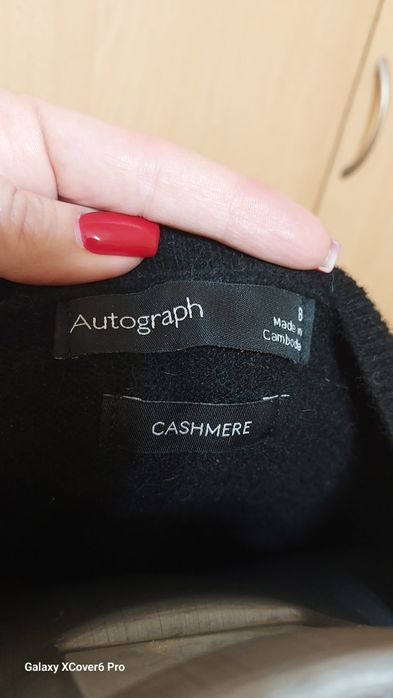 Autograph
8
Made in
Cambodia
CASHMERE
Galaxy XCover6 Pro